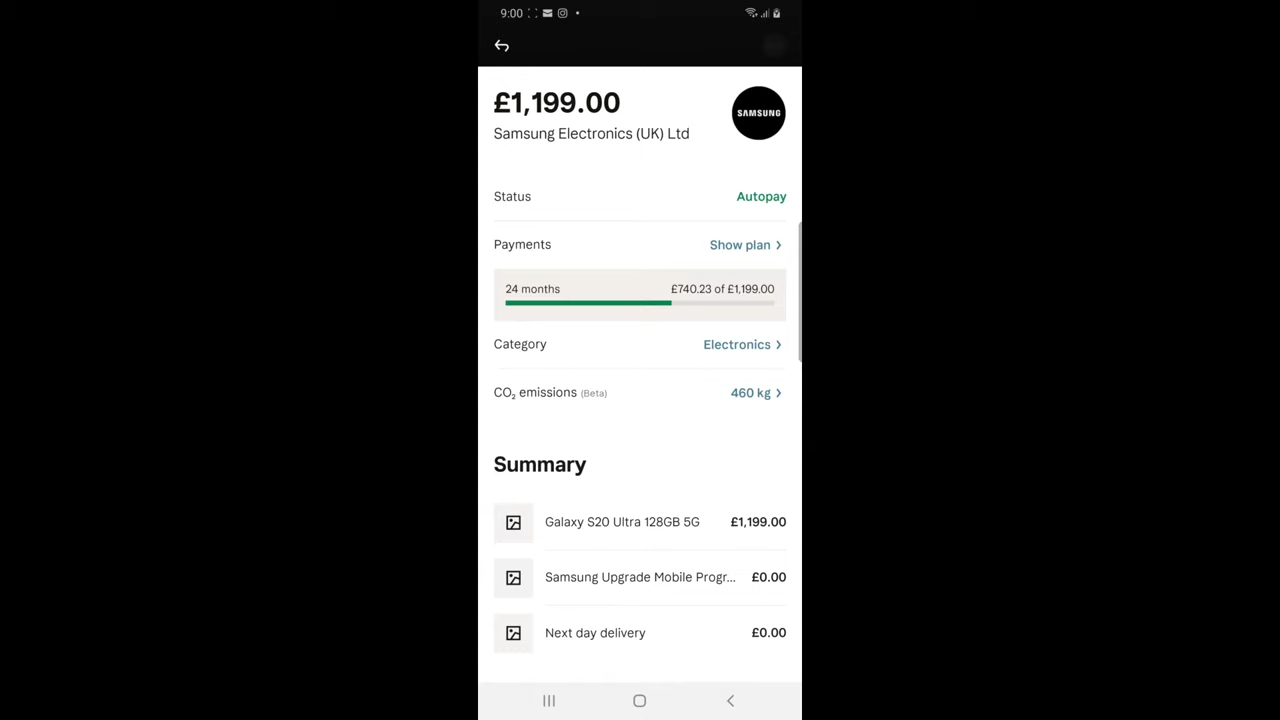 9:00
£1,199.00
Samsung Electronics (UK) Ltd
SAMSUNG
Status Autopay
Payments Show plan
24 months £740.23 of £1,199.00
Category Electronics
CO₂ emissions (Beta) 460 kg
Summary
Galaxy S20 Ultra 128GB 5G £1,199.00
Samsung Upgrade Mobile Progr... £0.00
Next day delivery £0.00